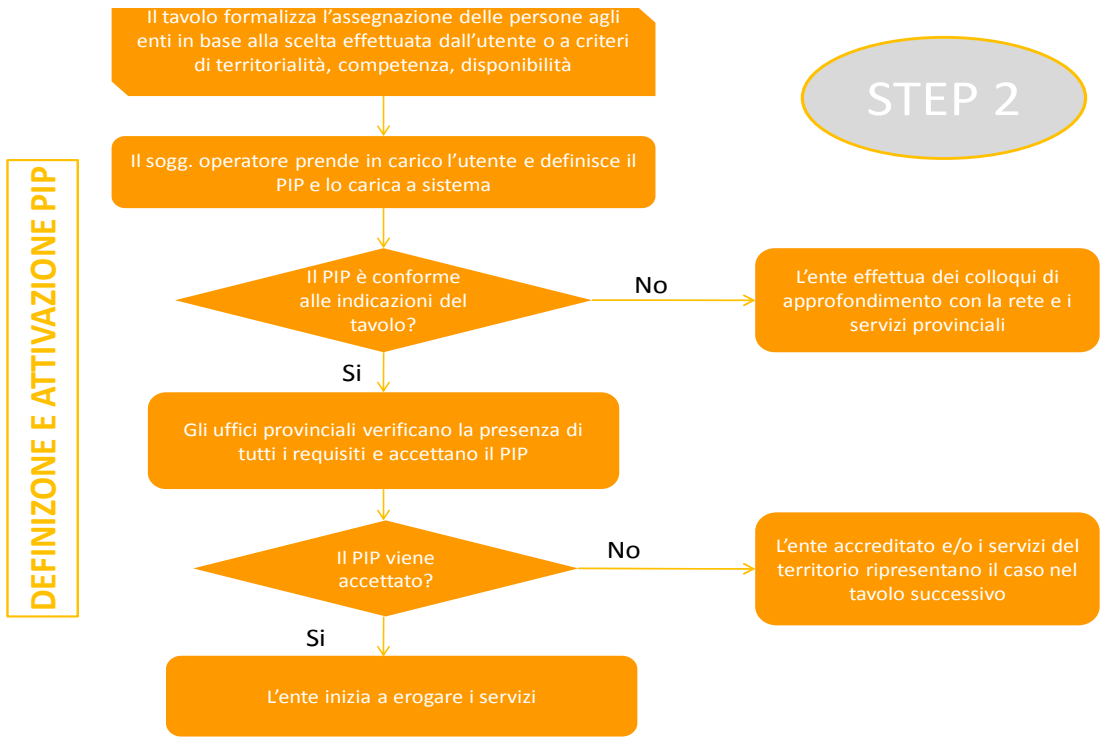 Il tavolo formalizza l'assegnazione delle persone agli
enti in base alla scelta effettuata dall'utente o a criteri
di territorialità, competenza, disponibilità
STEP 2
DEFINIZONE E ATTIVAZIONE PIP
Il sogg. operatore prende in carico l'utente e definisce il
PIP e lo carica a sistema
Il PIP è conforme
alle indicazioni del
tavolo?
No
L'ente effettua dei colloqui di
approfondimento con la rete e i
servizi provinciali
Si
Gli uffici provinciali verificano la presenza di
tutti i requisiti e accettano il PIP
Il PIP viene
accettato?
No
L'ente accreditato e/o i servizi del
territorio ripresentano il caso nel
tavolo successivo
Si
L'ente inizia a erogare i servizi